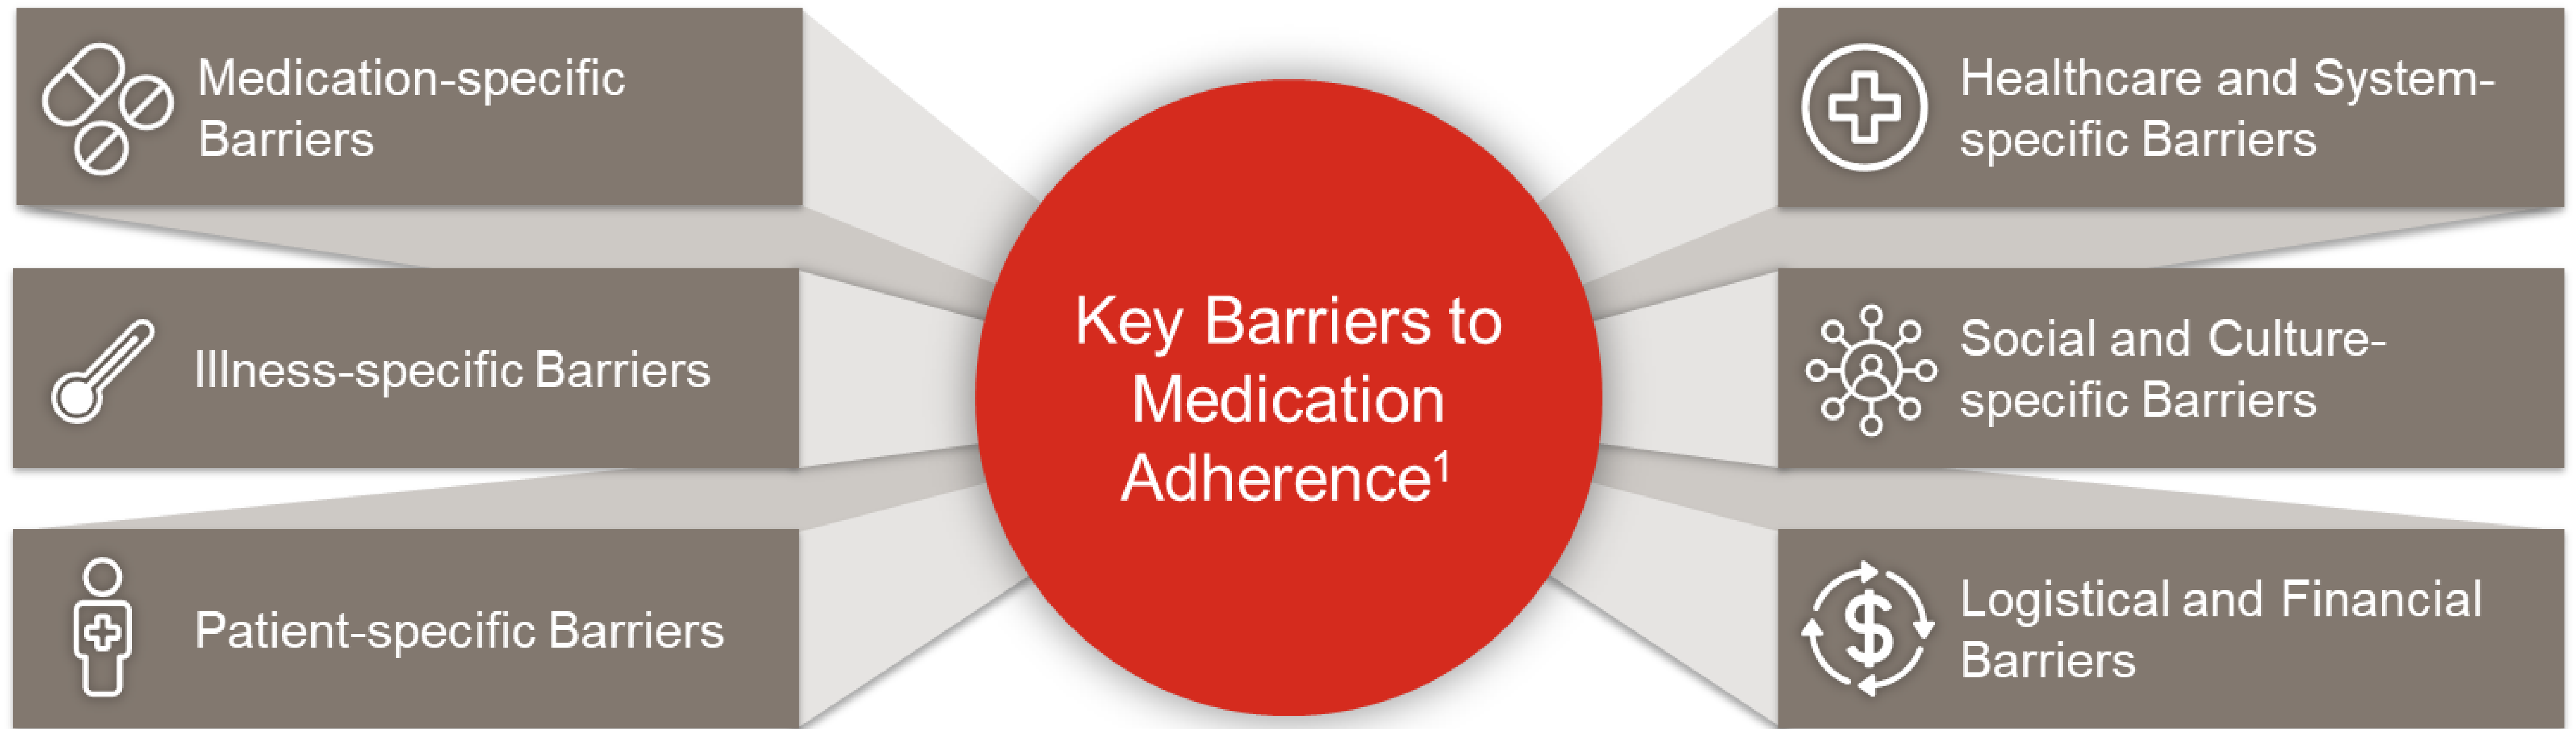 Medication-specific
Barriers
Illness-specific Barriers
Patient-specific Barriers
Key Barriers to
Medication
Adherence¹
Healthcare and System-
specific Barriers
Social and Culture-
specific Barriers
Logistical and Financial
Barriers